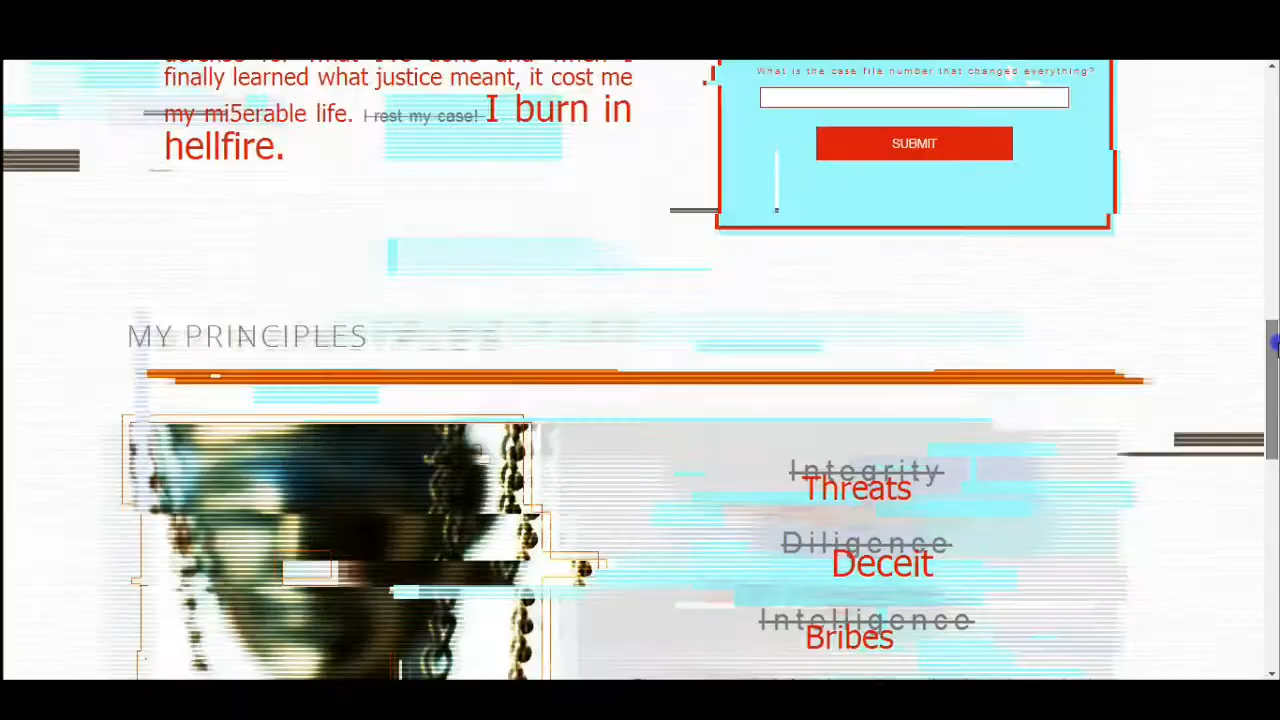 finally learned what justice meant, it cost me
my mi5erable life. I rest my case! I burn in
hellfire.
What is the case file number that changed everything?
SUBMIT
MY PRINCIPLES
Integrity
Threats
Diligence
Deceit
Intelligence
Bribes